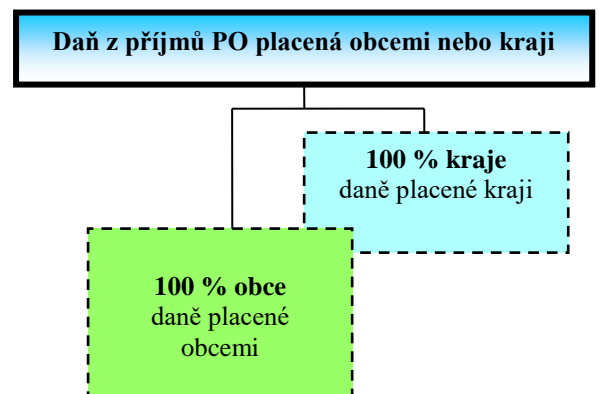 Daň z příjmů PO placená obcemi nebo kraji
100 % kraje
daně placené kraji
100 % obce
daně placené
obcemi